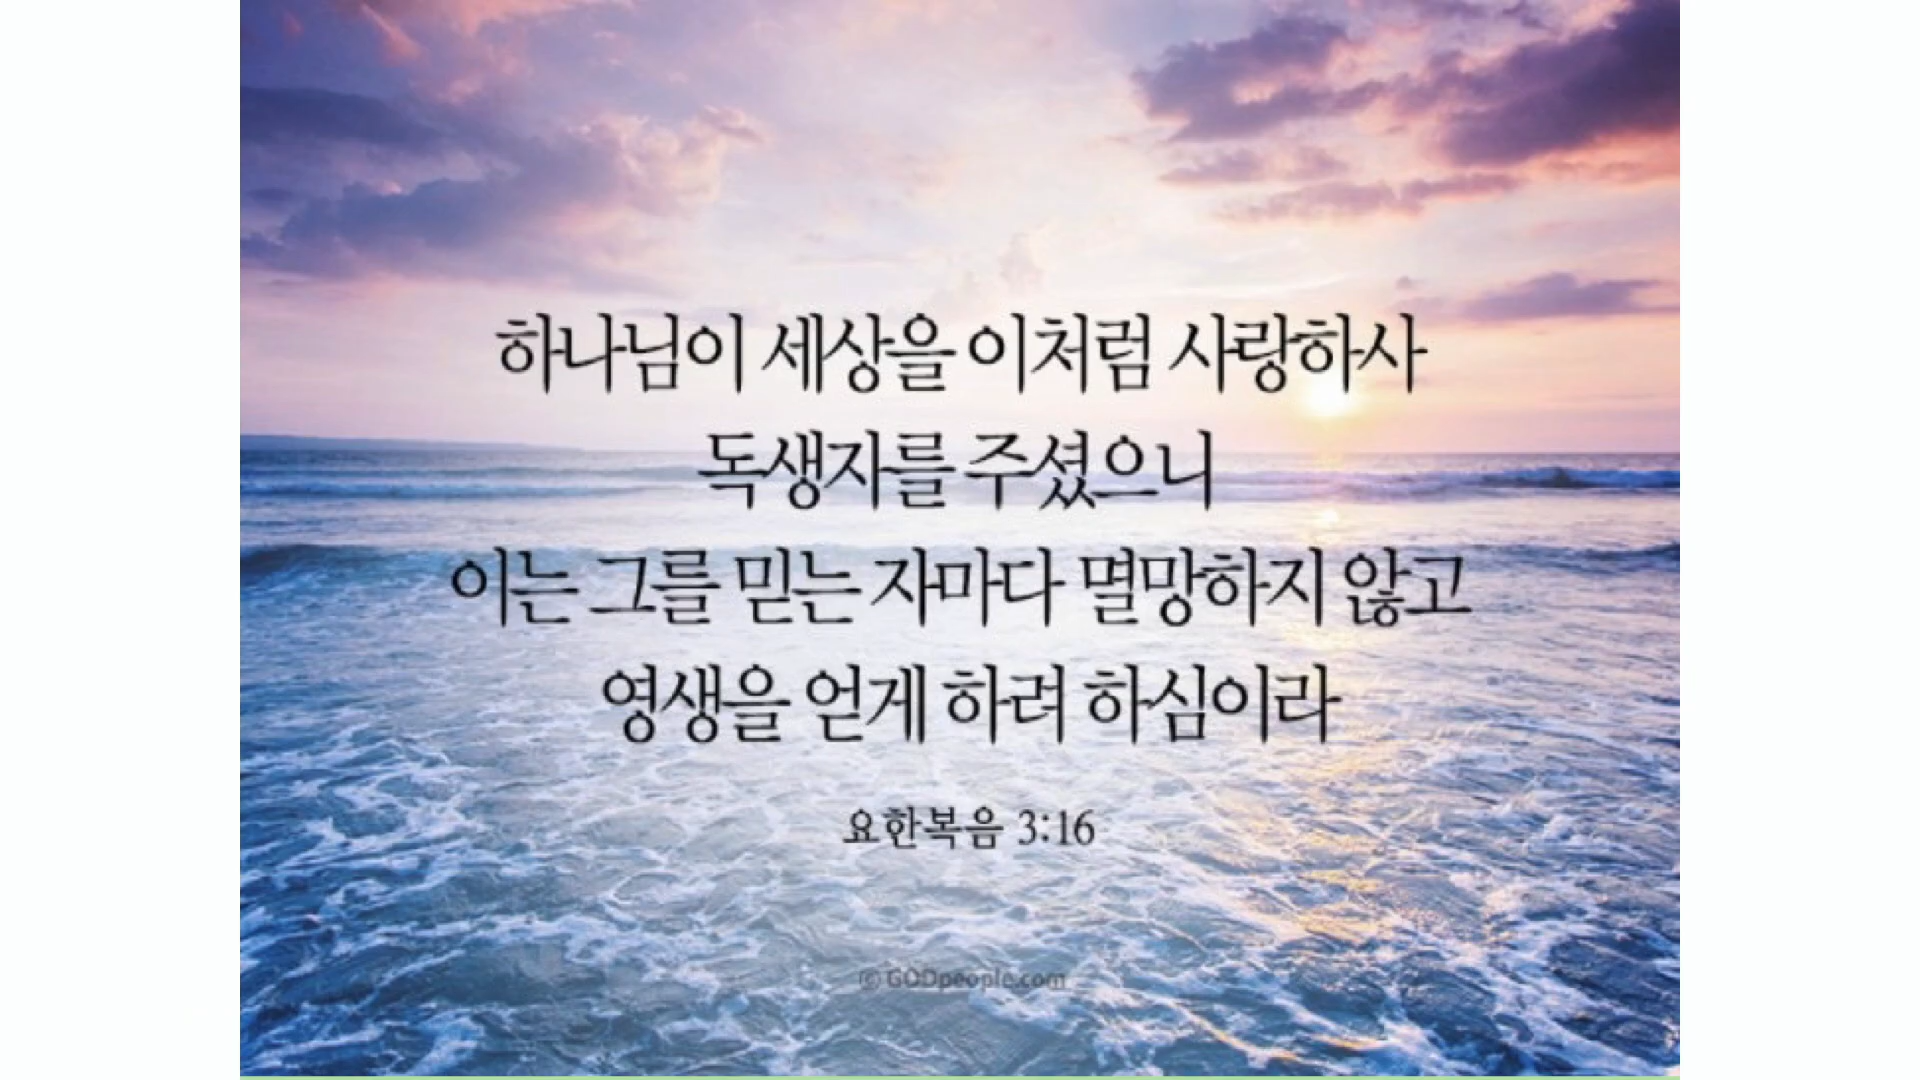 하나님이 세상을 이처럼 사랑하사
독생자를 주셨으니
이는 그를 믿는 자마다 멸망하지 않고
영생을 얻게 하려 하심이라
요한복음 3:16
© GODpeople.com